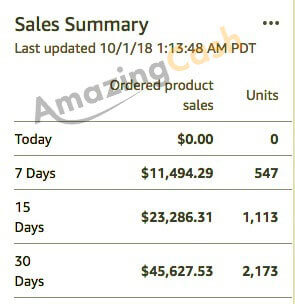 Sales Summary ...
Last updated 10/1/18 1:13:48 AM PDT
AmazingCash
Ordered product
sales Units
Today $0.00 0
7 Days $11,494.29 547
15
Days $23,286.31 1,113
30
Days $45,627.53 2,173